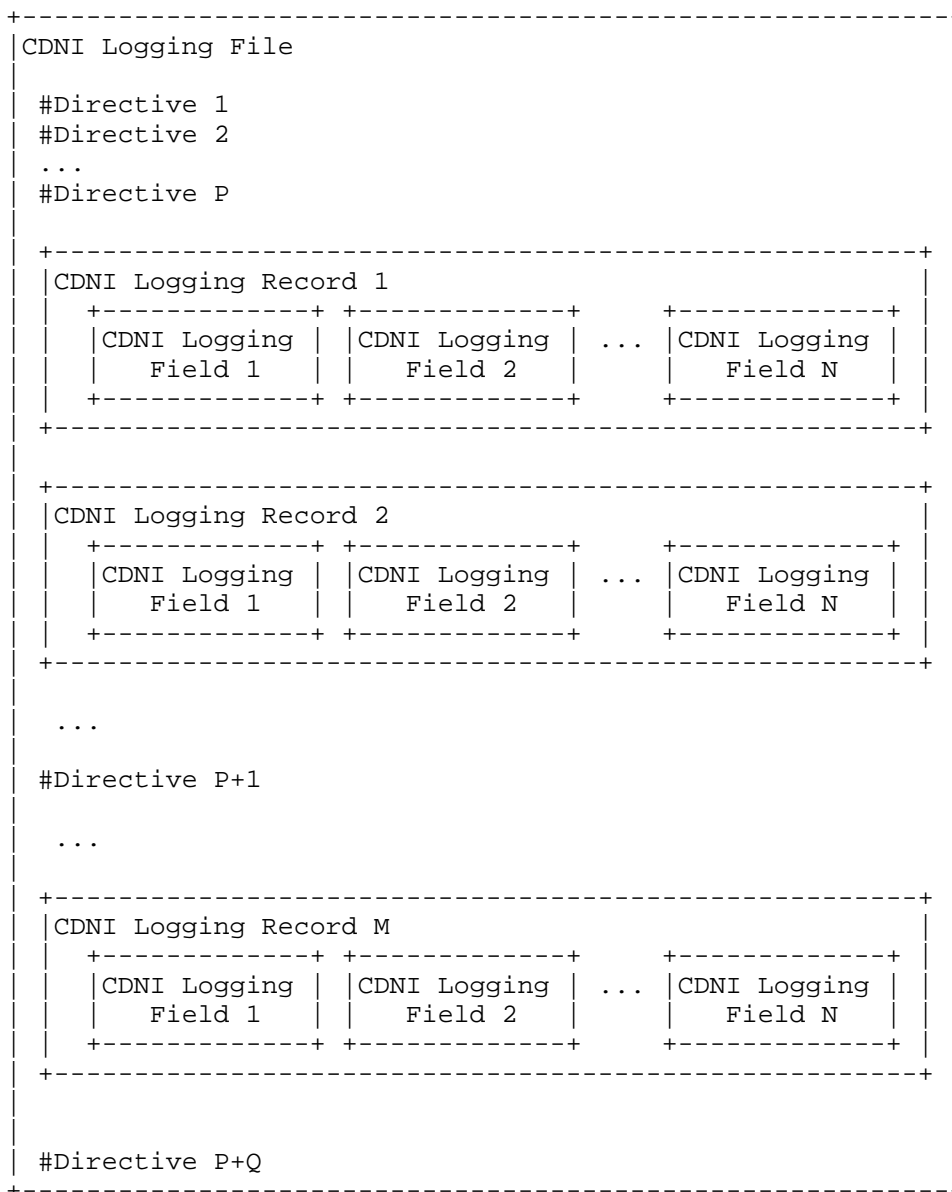 CDNI Logging File
#Directive 1
#Directive 2
...
#Directive P
CDNI Logging Record 1
CDNI Logging CDNI Logging ... CDNI Logging
Field 1 Field 2 Field N
CDNI Logging Record 2
CDNI Logging CDNI Logging ... CDNI Logging
Field 1 Field 2 Field N
...
#Directive P+1
...
CDNI Logging Record M
CDNI Logging CDNI Logging ... CDNI Logging
Field 1 Field 2 Field N
#Directive P+Q